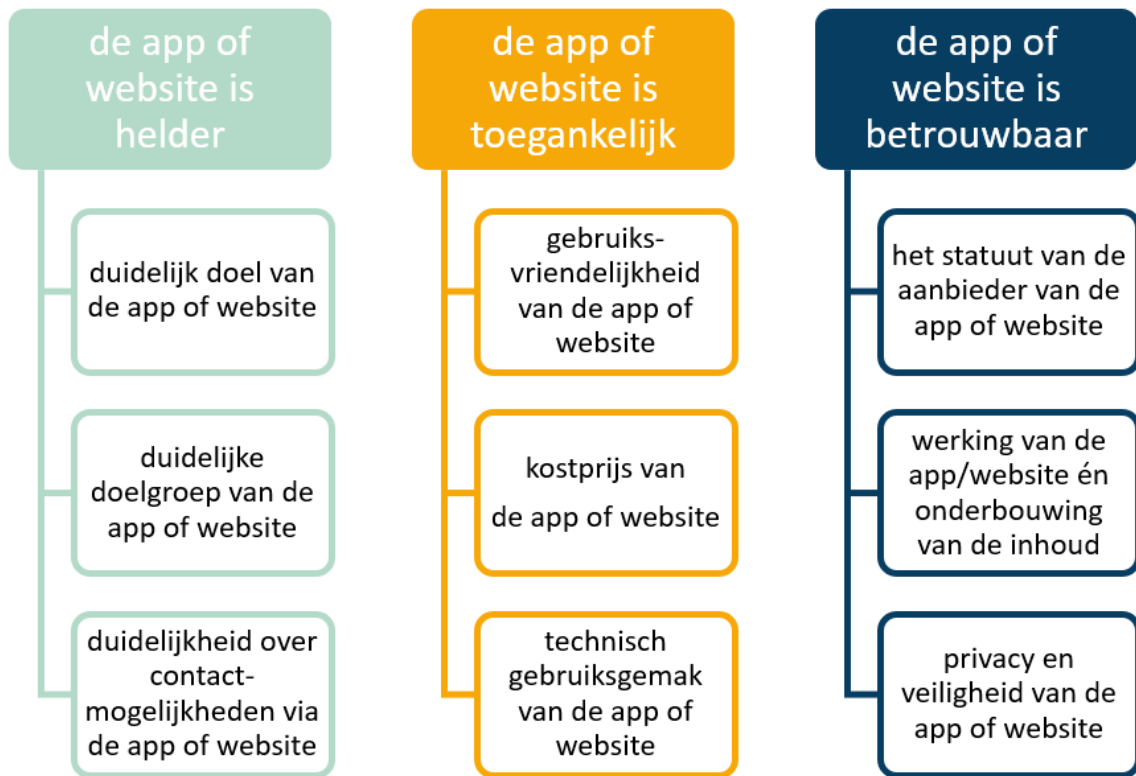 de app of
website is
helder
duidelijk doel van
de app of website
duidelijke
doelgroep van de
app of website
duidelijkheid over
contact-
mogelijkheden via
de app of website
de app of
website is
toegankelijk
gebruiks-
vriendelijkheid
van de app of
website
kostprijs van
de app of website
technisch
gebruiksgemak
van de app of
website
de app of
website is
betrouwbaar
het statuut van de
aanbieder van de
app of website
werking van de
app/website én
onderbouwing
van de inhoud
privacy en
veiligheid van de
app of website